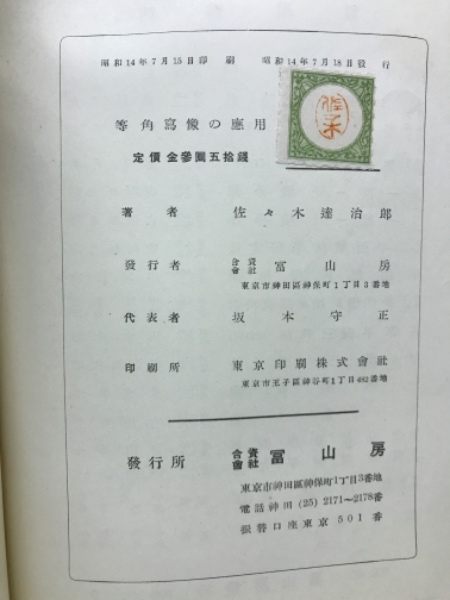 昭和14年7月15日印刷 昭和14年7月18日發行
等角寫像の應用
定價金參圓五拾錢
著者 佐々木達治郎
發行者 合資會社 冨山房
東京市神田區神保町1丁目3番地
代表者 坂本守正
印刷所 東京印刷株式會社
東京市王子區神谷町1丁目482番地
發行所 合資會社 冨山房
東京市神田區神保町1丁目3番地
電話神田(25)2171～2178番
振替口座東京501番